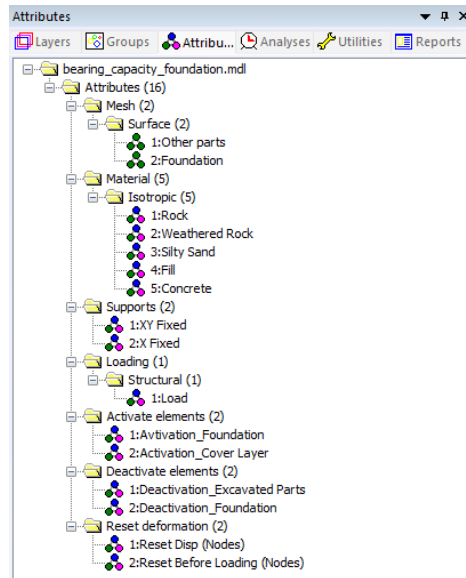 Attributes
Layers Groups Attribu... Analyses Utilities Reports
bearing_capacity_foundation.mdl
Attributes (16)
Mesh (2)
Surface (2)
1:Other parts
2:Foundation
Material (5)
Isotropic (5)
1:Rock
2:Weathered Rock
3:Silty Sand
4:Fill
5:Concrete
Supports (2)
1:XY Fixed
2:X Fixed
Loading (1)
Structural (1)
1:Load
Activate elements (2)
1:Avtivation_Foundation
2:Activation_Cover Layer
Deactivate elements (2)
1:Deactivation_Excavated Parts
2:Deactivation_Foundation
Reset deformation (2)
1:Reset Disp (Nodes)
2:Reset Before Loading (Nodes)